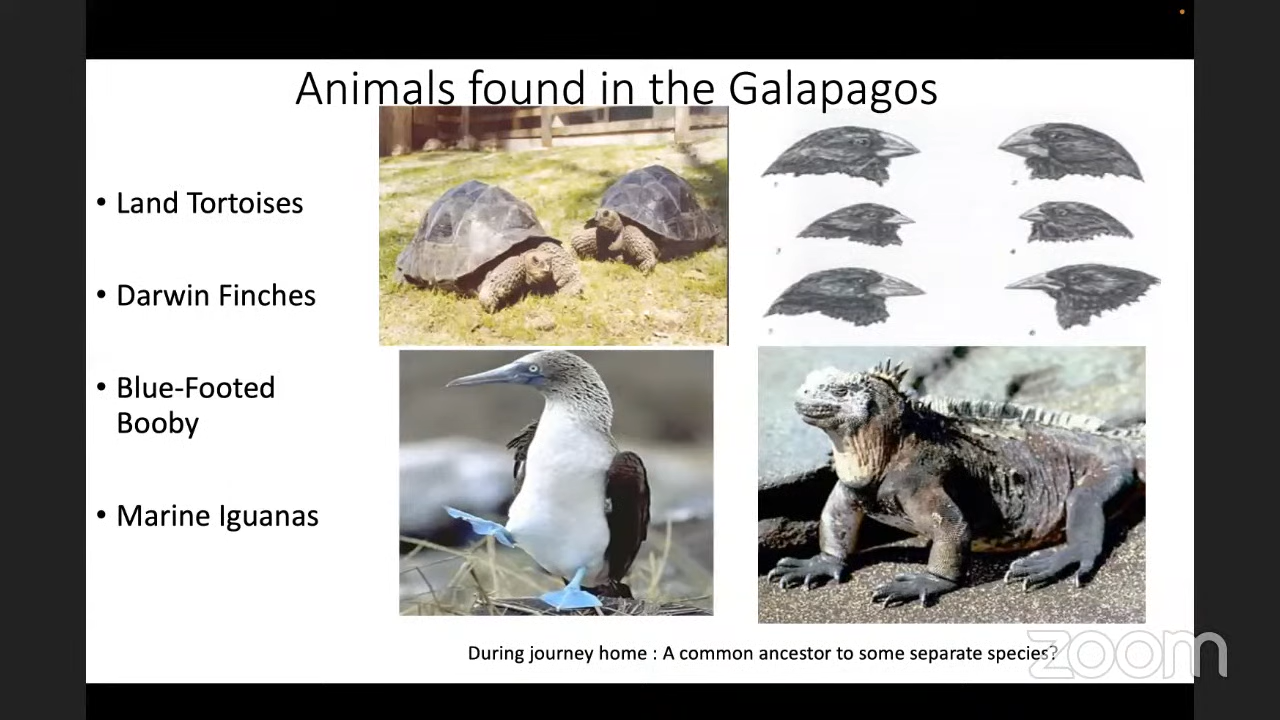 Animals found in the Galapagos
• Land Tortoises
• Darwin Finches
• Blue-Footed
Booby
• Marine Iguanas
During journey home : A common ancestor to some separate species?
zoom